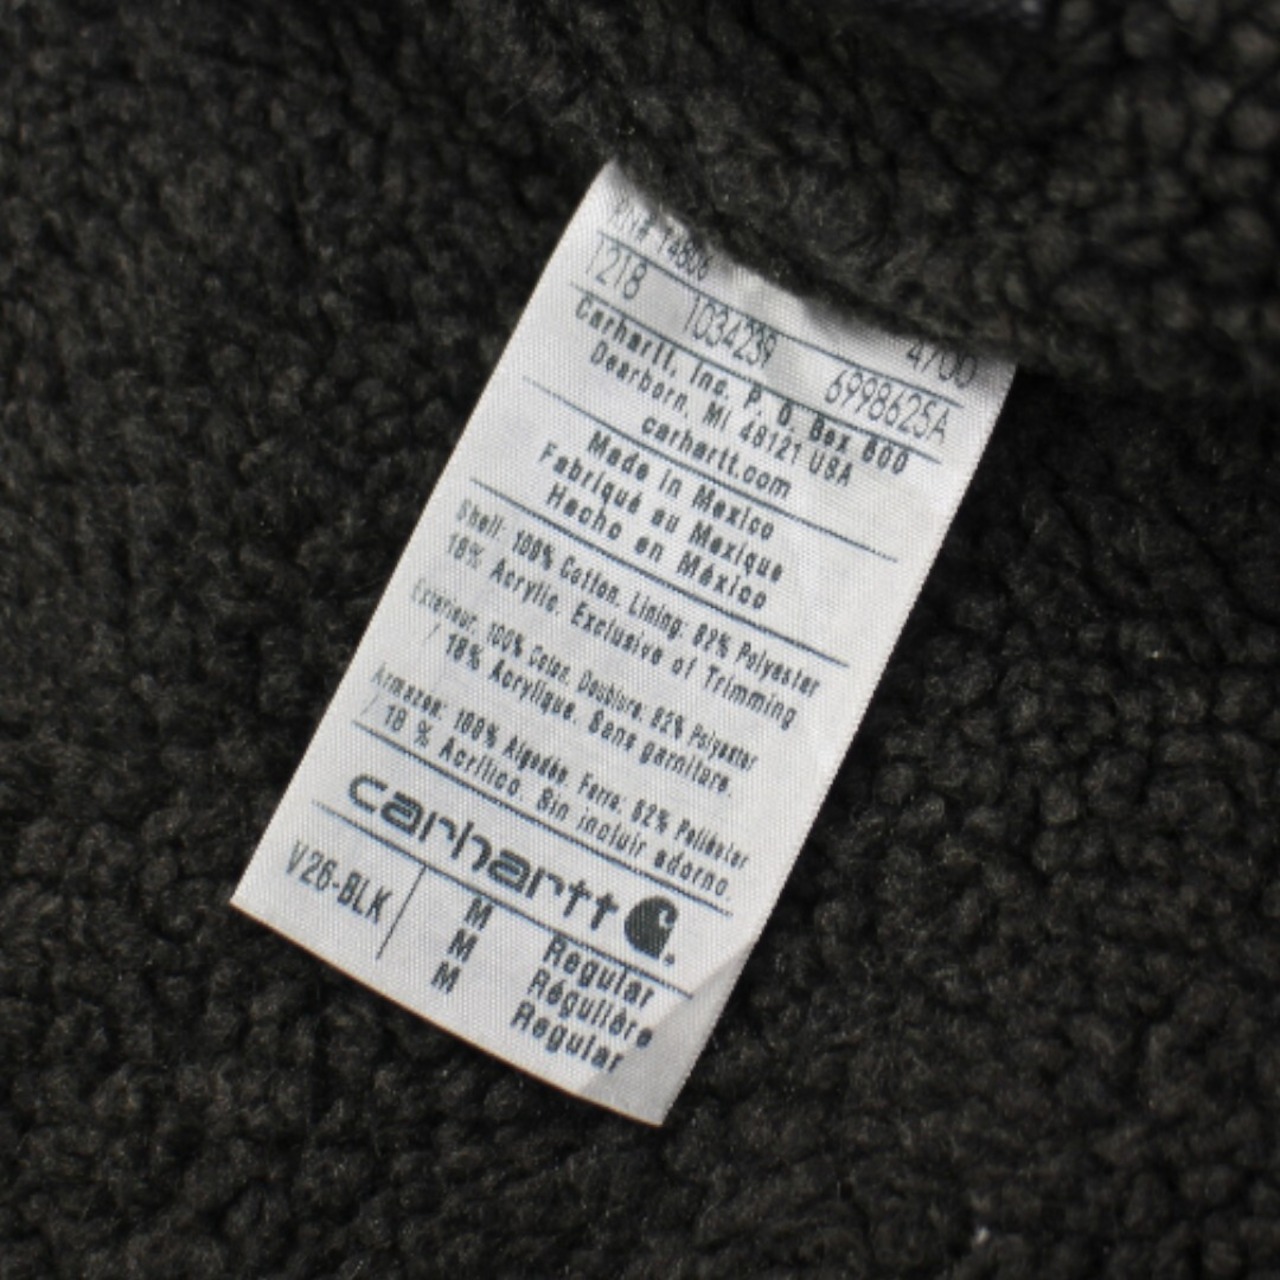 RN# 14806
1218 1034239 4700
6998625A
Carhartt, Inc. P. O. Box 600
Dearborn, MI 48121 USA
carhartt.com
Made in Mexico
Fabriqué au Mexique
Hecho en México
Shell: 100% Cotton. Lining: 82% Polyester
18% Acrylic. Exclusive of Trimming
Extérieur. 100% Coton. Doublure: 82% Polyester
/ 18% Acrylique. Sans garniture.
Armazón: 100% Algodón. Forro: 82% Poliéster
/ 18 % Acrílico. Sin incluir adorno.
carhartt
V26-BLK M Regular
M Régulière
M Regular